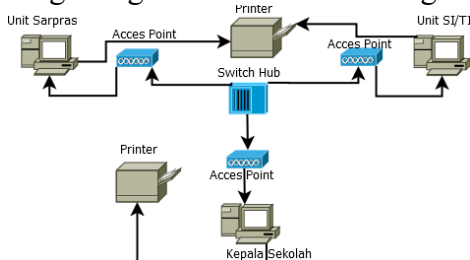 Printer
Unit Sarpras
Unit SI/TI
Acces Point
Acces Point
Switch Hub
Printer
Acces Point
Kepala Sekolah